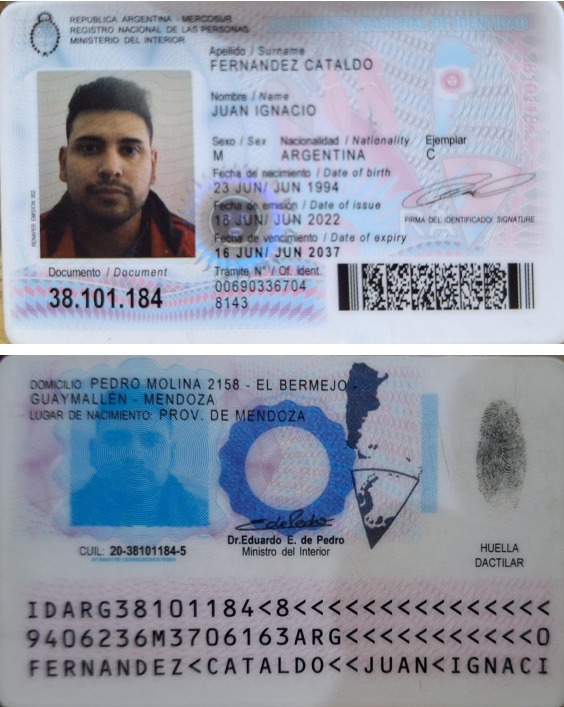 REPUBLICA ARGENTINA - MERCOSUR
REGISTRO NACIONAL DE LAS PERSONAS
MINISTERIO DEL INTERIOR
DOCUMENTO NACIONAL DE IDENTIDAD
Apellido / Surname
FERNANDEZ CATALDO
Nombre / Name
JUAN IGNACIO
Sexo / Sex Nacionalidad / Nationality Ejemplar
M ARGENTINA C
Fecha de nacimiento / Date of birth
23 JUN/ JUN 1994
Fecha de emisión / Date of issue
16 JUN/ JUN 2022
FIRMA DEL IDENTIFICADO/ SIGNATURE
Fecha de vencimiento / Date of expiry
16 JUN/ JUN 2037
Documento / Document
38.101.184
Trámite N° / Of. ident.
00690336704
8143
DOMICILIO: PEDRO MOLINA 2158 - EL BERMEJO -
GUAYMALLÉN - MENDOZA
LUGAR DE NACIMIENTO: PROV. DE MENDOZA
CUIL: 20-38101184-5
Dr.Eduardo E. de Pedro
Ministro del Interior
HUELLA
DACTILAR
IDARG38101184<8<<<<<<<<<<<<<<<
9406236M3706163ARG<<<<<<<<<<<0
FERNANDEZ<CATALDO<<JUAN<IGNACI